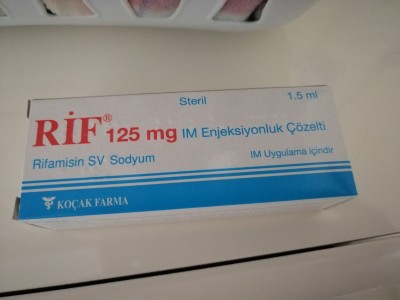 Steril 1.5 ml
RİF® 125 mg IM Enjeksiyonluk Çözelti
Rifamisin SV Sodyum IM Uygulama içindir
KOÇAK FARMA